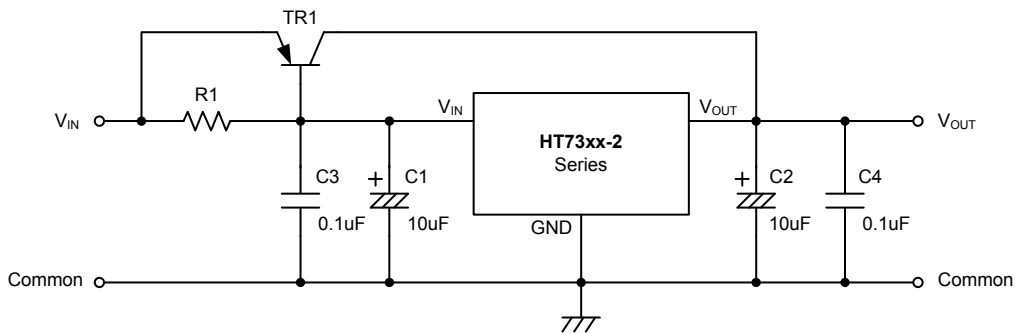 TR1
R1
VIN
VIN
VOUT
VOUT
HT73xx-2
Series
C3
0.1uF
+
C1
10uF
GND
+
C2
10uF
C4
0.1uF
Common
Common